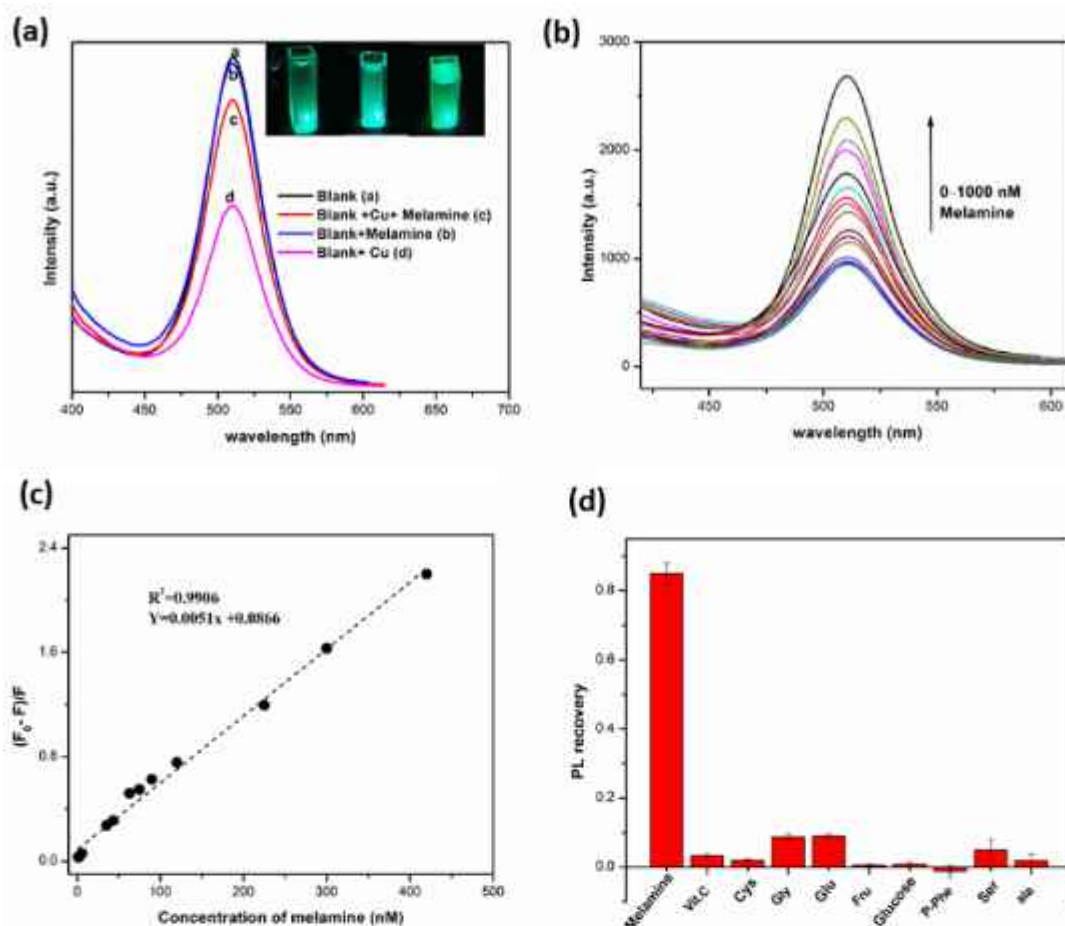 (a)
a
b
c
d
Blank (a)
Blank +Cu+ Melamine (c)
Blank+Melamine (b)
Blank+ Cu (d)
Intensity (a.u.)
400 450 500 550 600 650 700
wavelength (nm)
(b)
3000
2000
1000
0
0-1000 nM
Melamine
Intensity (a.u.)
450 500 550 600
wavelength (nm)
(c)
2.4
1.6
0.8
0.0
R²=0.9906
Y=0.0051x +0.0866
(F₀- F)/F
0 100 200 300 400 500
Concentration of melamine (nM)
(d)
0.8
0.6
0.4
0.2
0.0
PL recovery
Melamine Vit.C Cys Gly Glu Fru Glucose P-Phe Ser ala